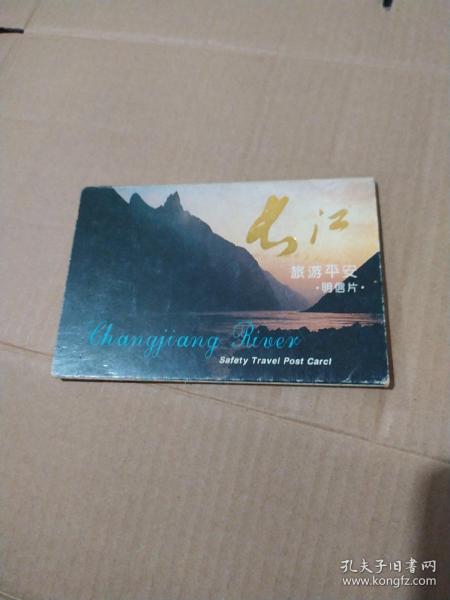 长江
旅游平安
·明信片·
Changjiang River
Safety Travel Post Carcl
孔夫子旧书网
www.kongfz.com